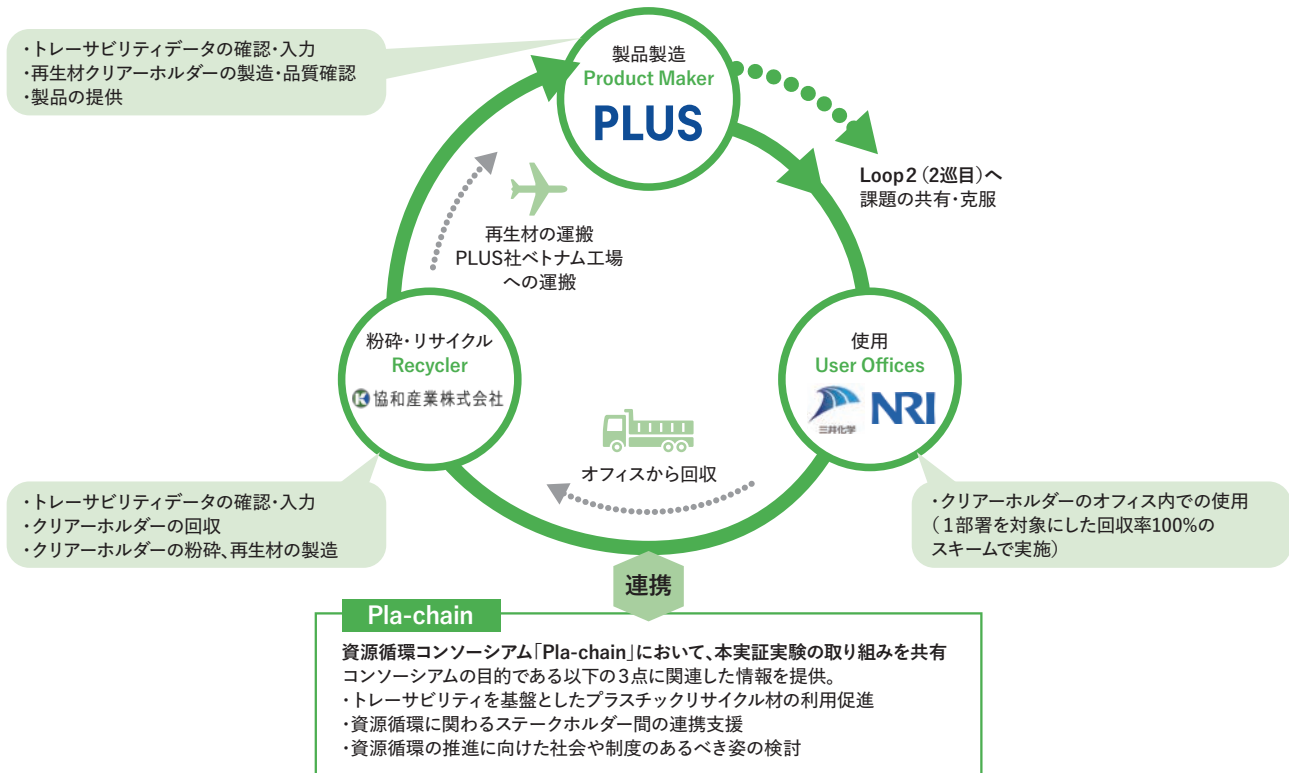 ・トレーサビリティデータの確認・入力
・再生材クリアーホルダーの製造・品質確認
・製品の提供
製品製造
Product Maker
PLUS
Loop2（2巡目）へ
課題の共有・克服
再生材の運搬
PLUS社ベトナム工場
への運搬
粉砕・リサイクル
Recycler
協和産業株式会社
使用
User Offices
三井化学
NRI
オフィスから回収
・トレーサビリティデータの確認・入力
・クリアーホルダーの回収
・クリアーホルダーの粉砕、再生材の製造
・クリアーホルダーのオフィス内での使用
（1部署を対象にした回収率100%の
スキームで実施）
連携
Pla-chain
資源循環コンソーシアム「Pla-chain」において、本実証実験の取り組みを共有
コンソーシアムの目的である以下の3点に関連した情報を提供。
・トレーサビリティを基盤としたプラスチックリサイクル材の利用促進
・資源循環に関わるステークホルダー間の連携支援
・資源循環の推進に向けた社会や制度のあるべき姿の検討